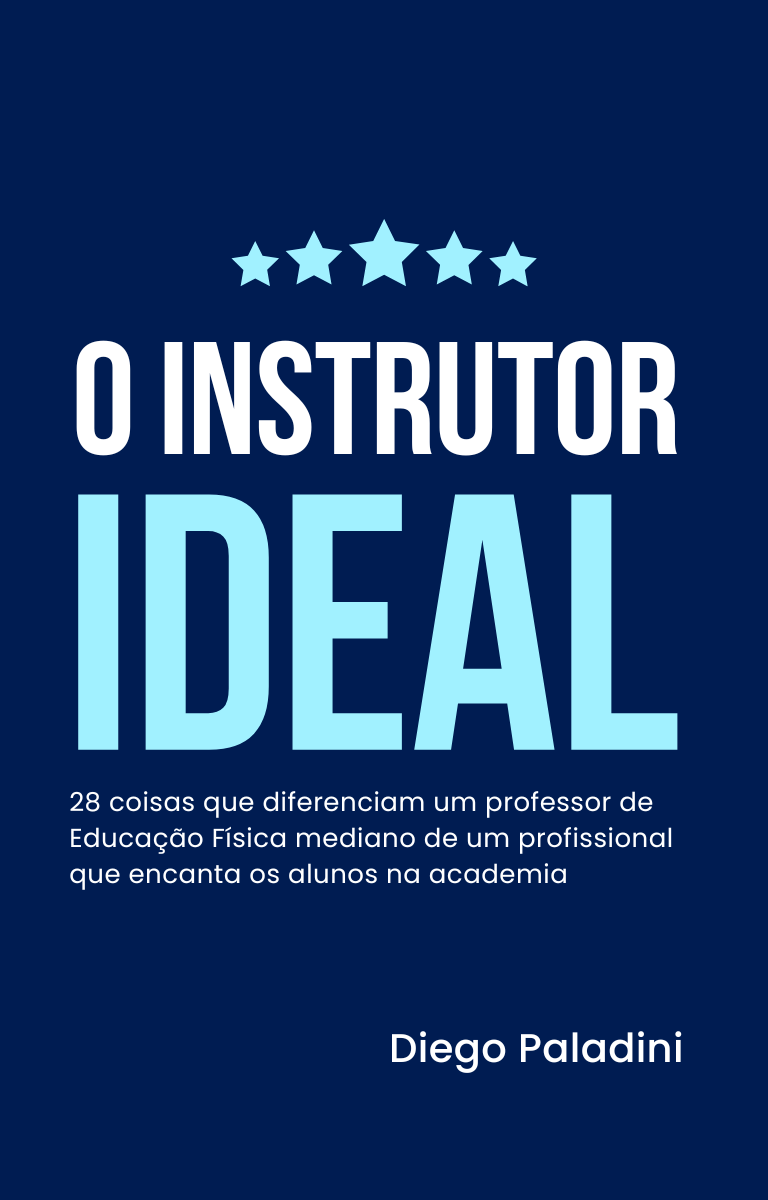 O INSTRUTOR
IDEAL
28 coisas que diferenciam um professor de
Educação Física mediano de um profissional
que encanta os alunos na academia
Diego Paladini